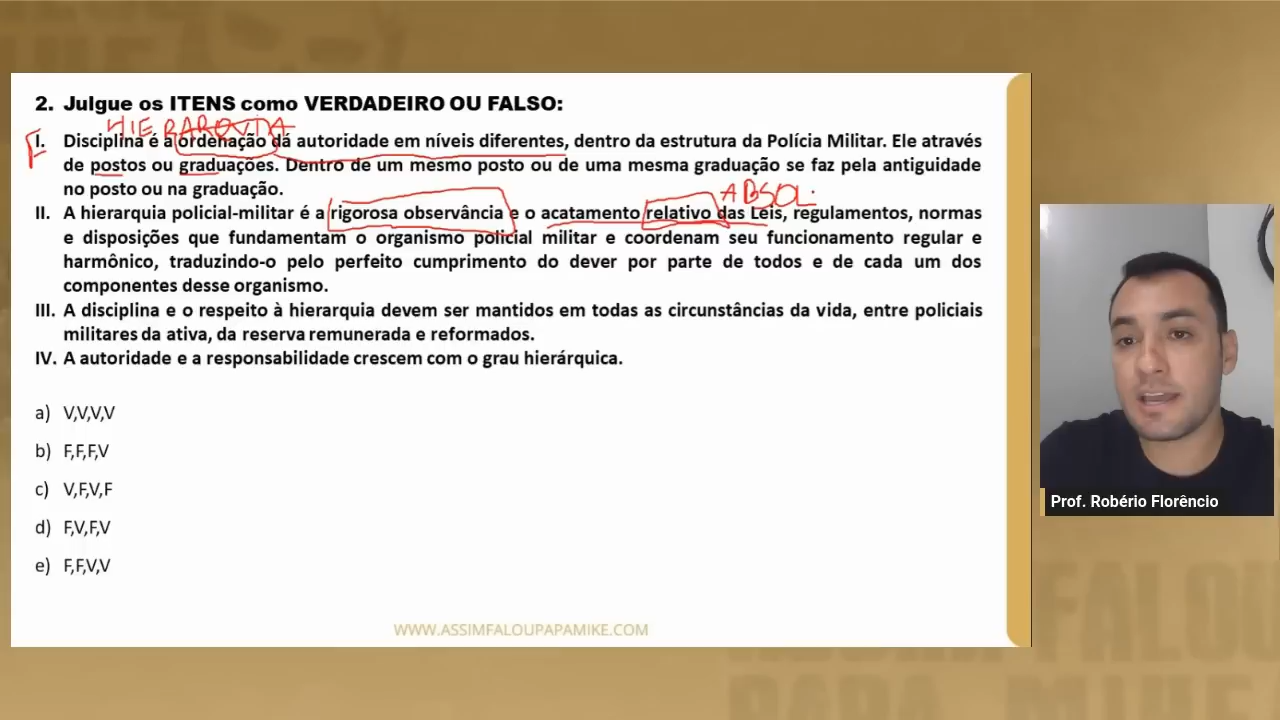 2. Julgue os ITENS como VERDADEIRO OU FALSO:
HIERARQUIA
F
I. Disciplina é a ordenação da autoridade em níveis diferentes, dentro da estrutura da Polícia Militar. Ele através
de postos ou graduações. Dentro de um mesmo posto ou de uma mesma graduação se faz pela antiguidade
no posto ou na graduação.
ABSOL
II. A hierarquia policial-militar é a rigorosa observância e o acatamento relativo das Leis, regulamentos, normas
e disposições que fundamentam o organismo policial militar e coordenam seu funcionamento regular e
harmônico, traduzindo-o pelo perfeito cumprimento do dever por parte de todos e de cada um dos
componentes desse organismo.
III. A disciplina e o respeito à hierarquia devem ser mantidos em todas as circunstâncias da vida, entre policiais
militares da ativa, da reserva remunerada e reformados.
IV. A autoridade e a responsabilidade crescem com o grau hierárquica.
a) V,V,V,V
b) F,F,F,V
c) V,F,V,F
d) F,V,F,V
e) F,F,V,V
WWW.ASSIMFALOUPAPAMIKE.COM
Prof. Robério Florêncio